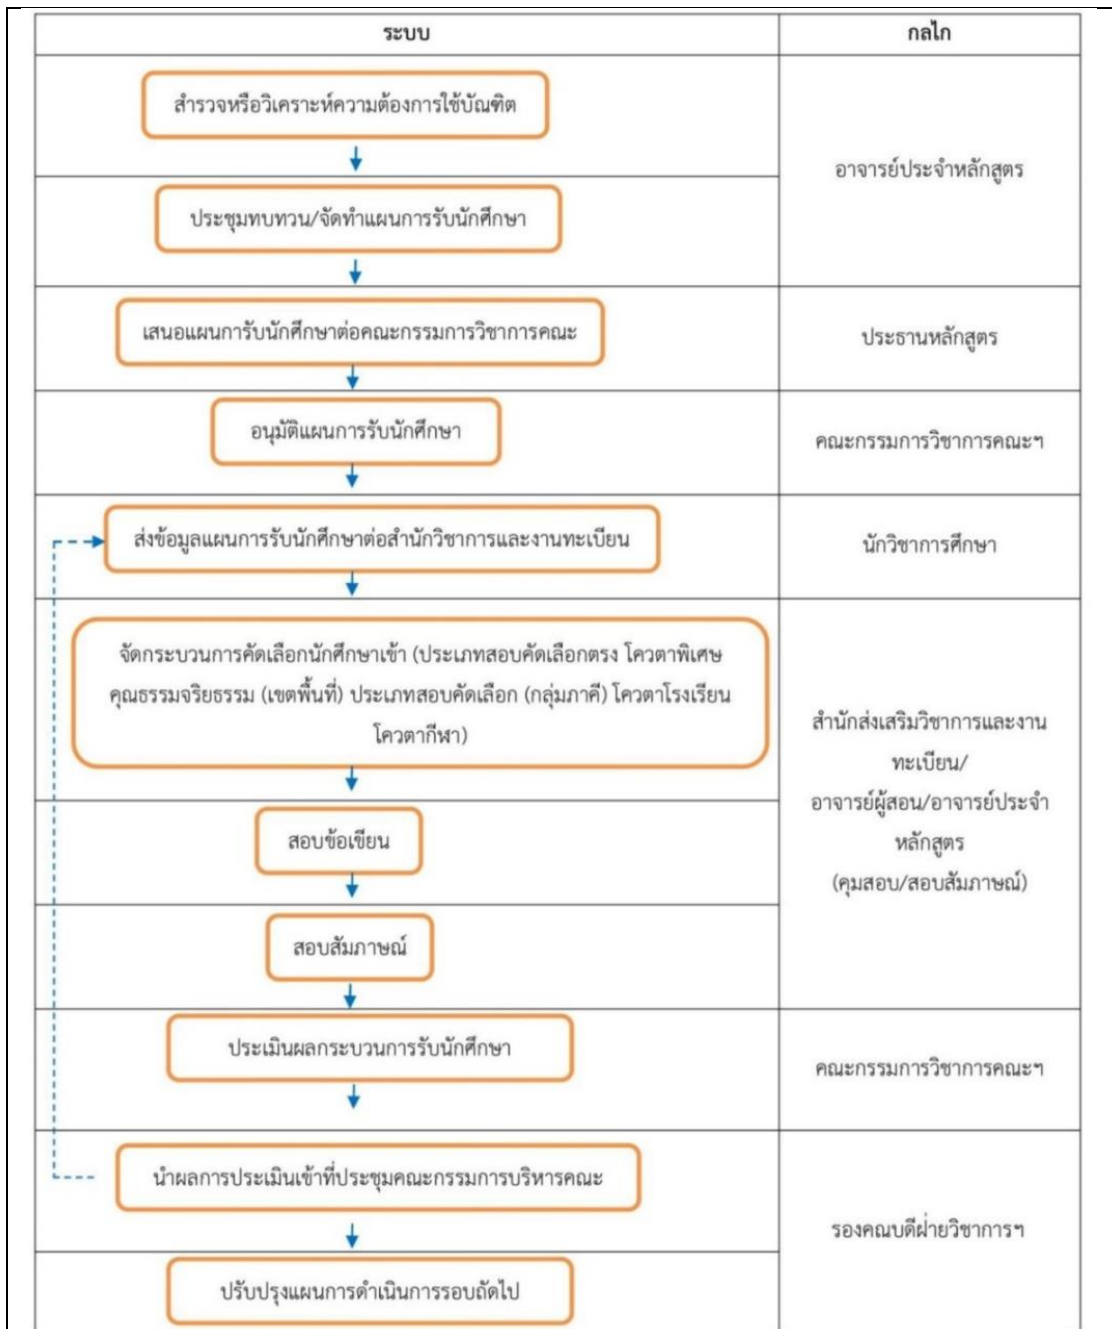 ระบบ
กลไก
สำรวจหรือวิเคราะห์ความต้องการใช้บัณฑิต
อาจารย์ประจำหลักสูตร
ประชุมทบทวน/จัดทำแผนการรับนักศึกษา
เสนอแผนการับนักศึกษาต่อคณะกรรมการวิชาการคณะ
ประธานหลักสูตร
อนุมัติแผนการรับนักศึกษา
คณะกรรมการวิชาการคณะฯ
ส่งข้อมูลแผนการรับนักศึกษาต่อสำนักวิชาการและงานทะเบียน
นักวิชาการศึกษา
จัดกระบวนการคัดเลือกนักศึกษาเข้า (ประเภทสอบคัดเลือกตรง โควตาพิเศษ
คุณธรรมจริยธรรม (เขตพื้นที่) ประเภทสอบคัดเลือก (กลุ่มภาคี) โควตาโรงเรียน
โควตากีฬา)
สำนักส่งเสริมวิชาการและงาน
ทะเบียน/
อาจารย์ผู้สอน/อาจารย์ประจำ
หลักสูตร
(คุมสอบ/สอบสัมภาษณ์)
สอบข้อเขียน
สอบสัมภาษณ์
ประเมินผลกระบวนการรับนักศึกษา
คณะกรรมการวิชาการคณะฯ
นำผลการประเมินเข้าที่ประชุมคณะกรรมการบริหารคณะ
รองคณบดีฝ่ายวิชาการฯ
ปรับปรุงแผนการดำเนินการรอบถัดไป